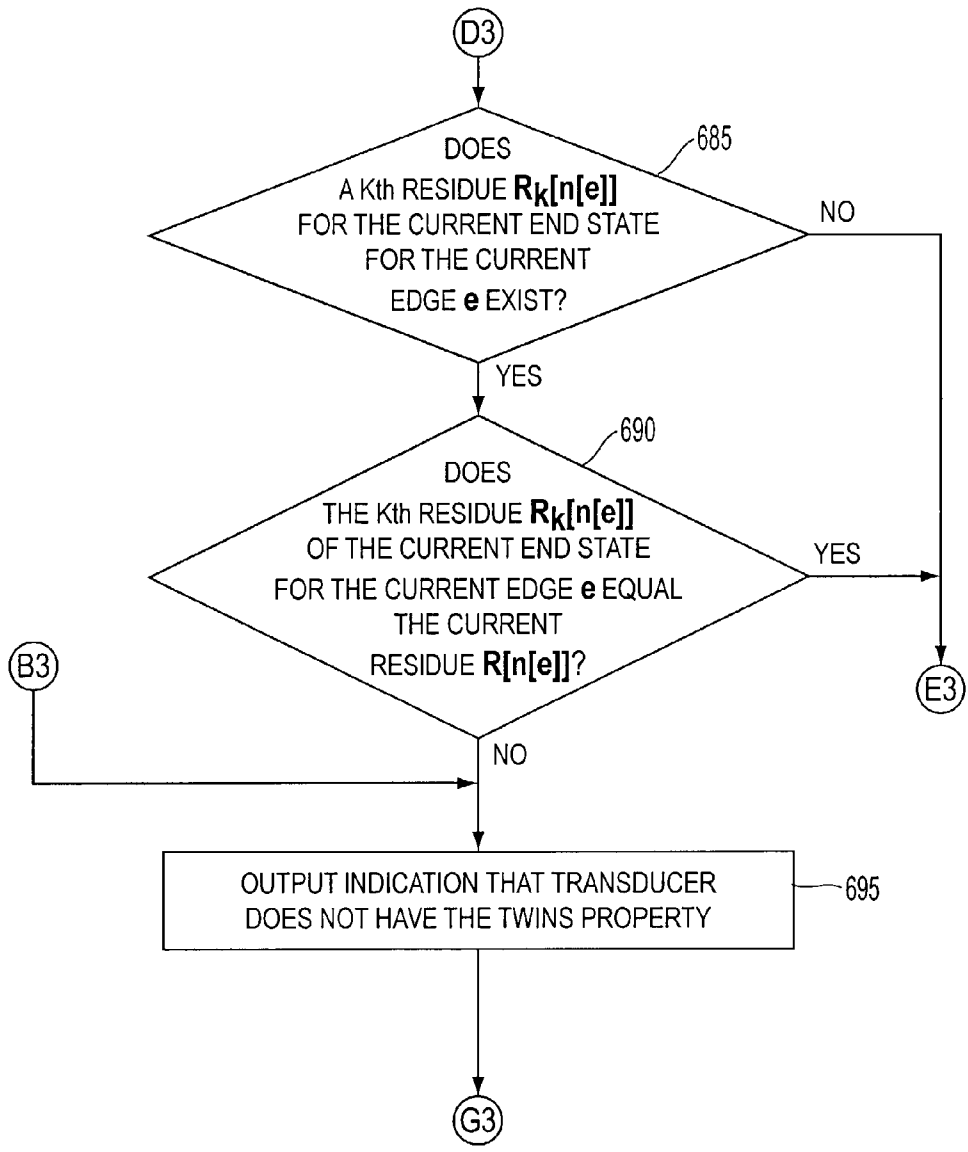 D3
DOES
A Kth RESIDUE Rk[n[e]]
FOR THE CURRENT END STATE
FOR THE CURRENT
EDGE e EXIST?
685
NO
YES
DOES
THE Kth RESIDUE Rk[n[e]]
OF THE CURRENT END STATE
FOR THE CURRENT EDGE e EQUAL
THE CURRENT
RESIDUE R[n[e]]?
690
YES
B3
E3
NO
OUTPUT INDICATION THAT TRANSDUCER
DOES NOT HAVE THE TWINS PROPERTY
695
G3